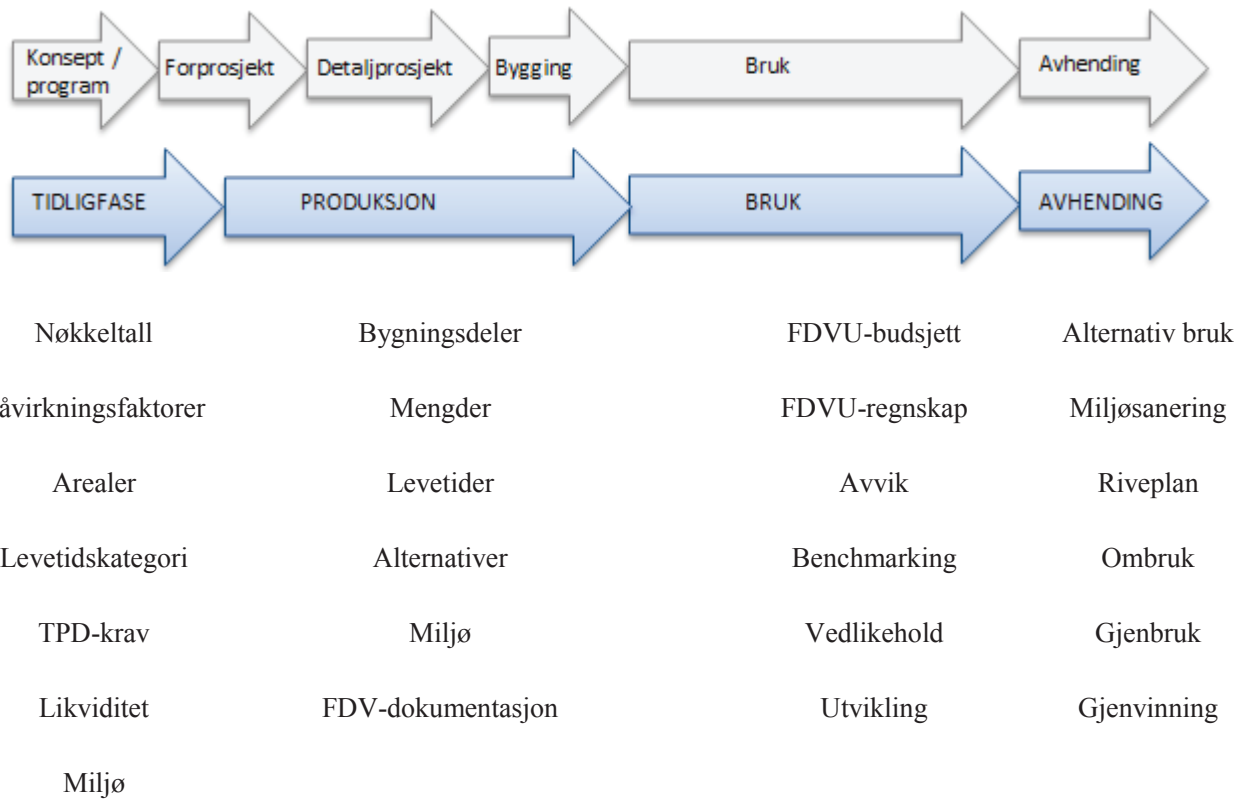 Konsept /
program
Forprosjekt
Detaljprosjekt
Bygging
Bruk
Avhending
TIDLIGFASE
PRODUKSJON
BRUK
AVHENDING
Nøkkeltall
Bygningsdeler
FDVU-budsjett
Alternativ bruk
åvirkningsfaktorer
Mengder
FDVU-regnskap
Miljøsanering
Arealer
Levetider
Avvik
Riveplan
Levetidskategori
Alternativer
Benchmarking
Ombruk
TPD-krav
Miljø
Vedlikehold
Gjenbruk
Likviditet
FDV-dokumentasjon
Utvikling
Gjenvinning
Miljø